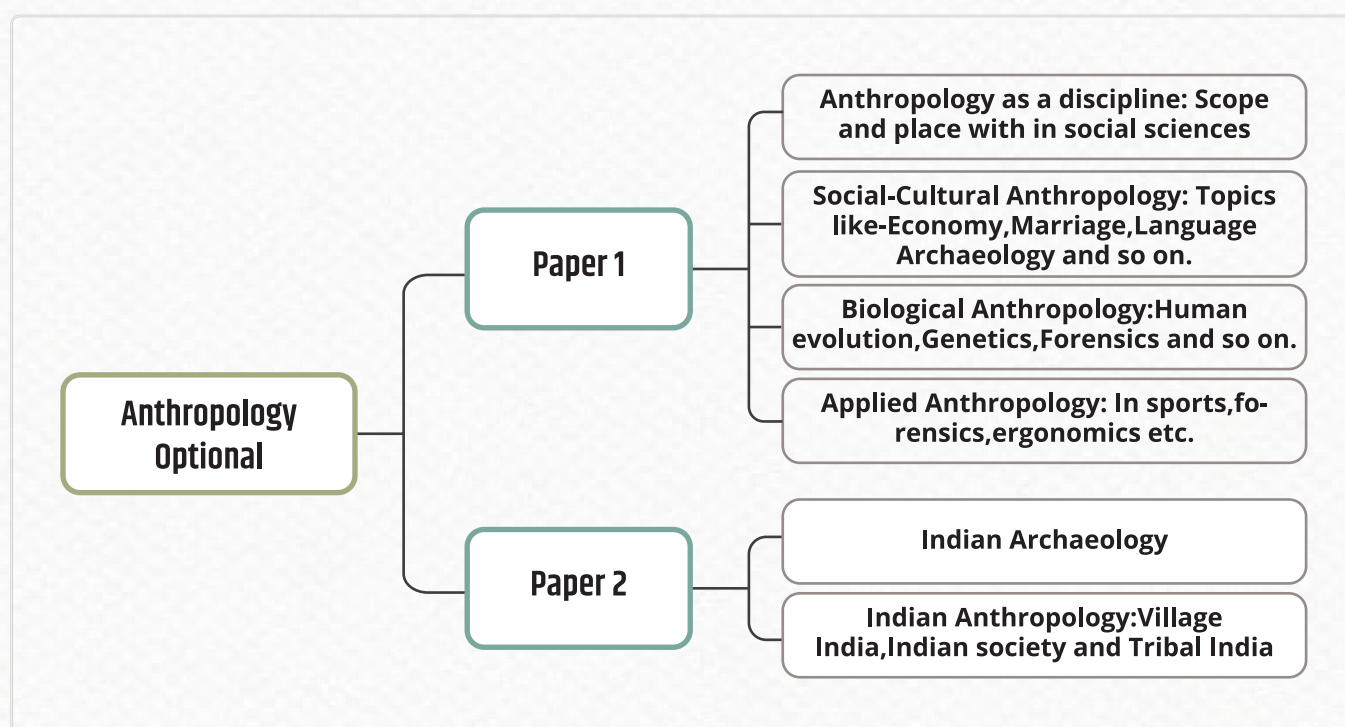 Anthropology
Optional
Paper 1
Anthropology as a discipline: Scope
and place with in social sciences
Social-Cultural Anthropology: Topics
like-Economy,Marriage,Language
Archaeology and so on.
Biological Anthropology:Human
evolution,Genetics,Forensics and so on.
Applied Anthropology: In sports,fo-
rensics,ergonomics etc.
Paper 2
Indian Archaeology
Indian Anthropology:Village
India,Indian society and Tribal India